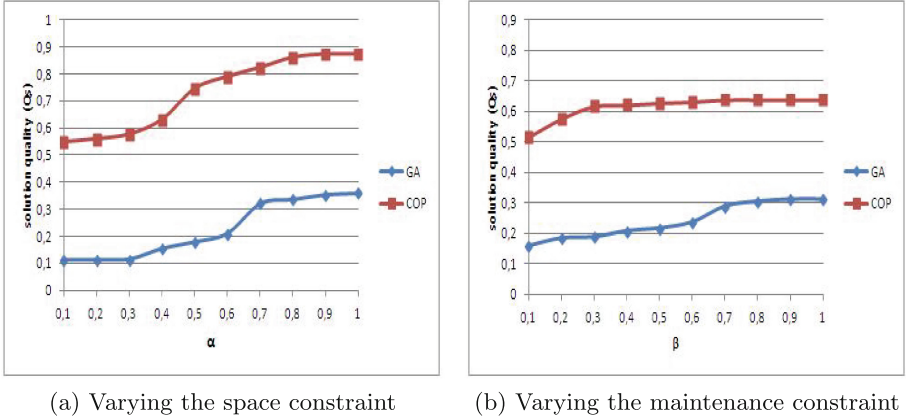 1
0,9
0,8
0,7
0,6
0,5
0,4
0,3
0,2
0,1
0
solution quality (Qs)
0,1 0,2 0,3 0,4 0,5 0,6 0,7 0,8 0,9 1
α
GA
COP
(a) Varying the space constraint
0,9
0,8
0,7
0,6
0,5
0,4
0,3
0,2
0,1
0
solution quality (Qs)
0,1 0,2 0,3 0,4 0,5 0,6 0,7 0,8 0,9 1
β
GA
COP
(b) Varying the maintenance constraint